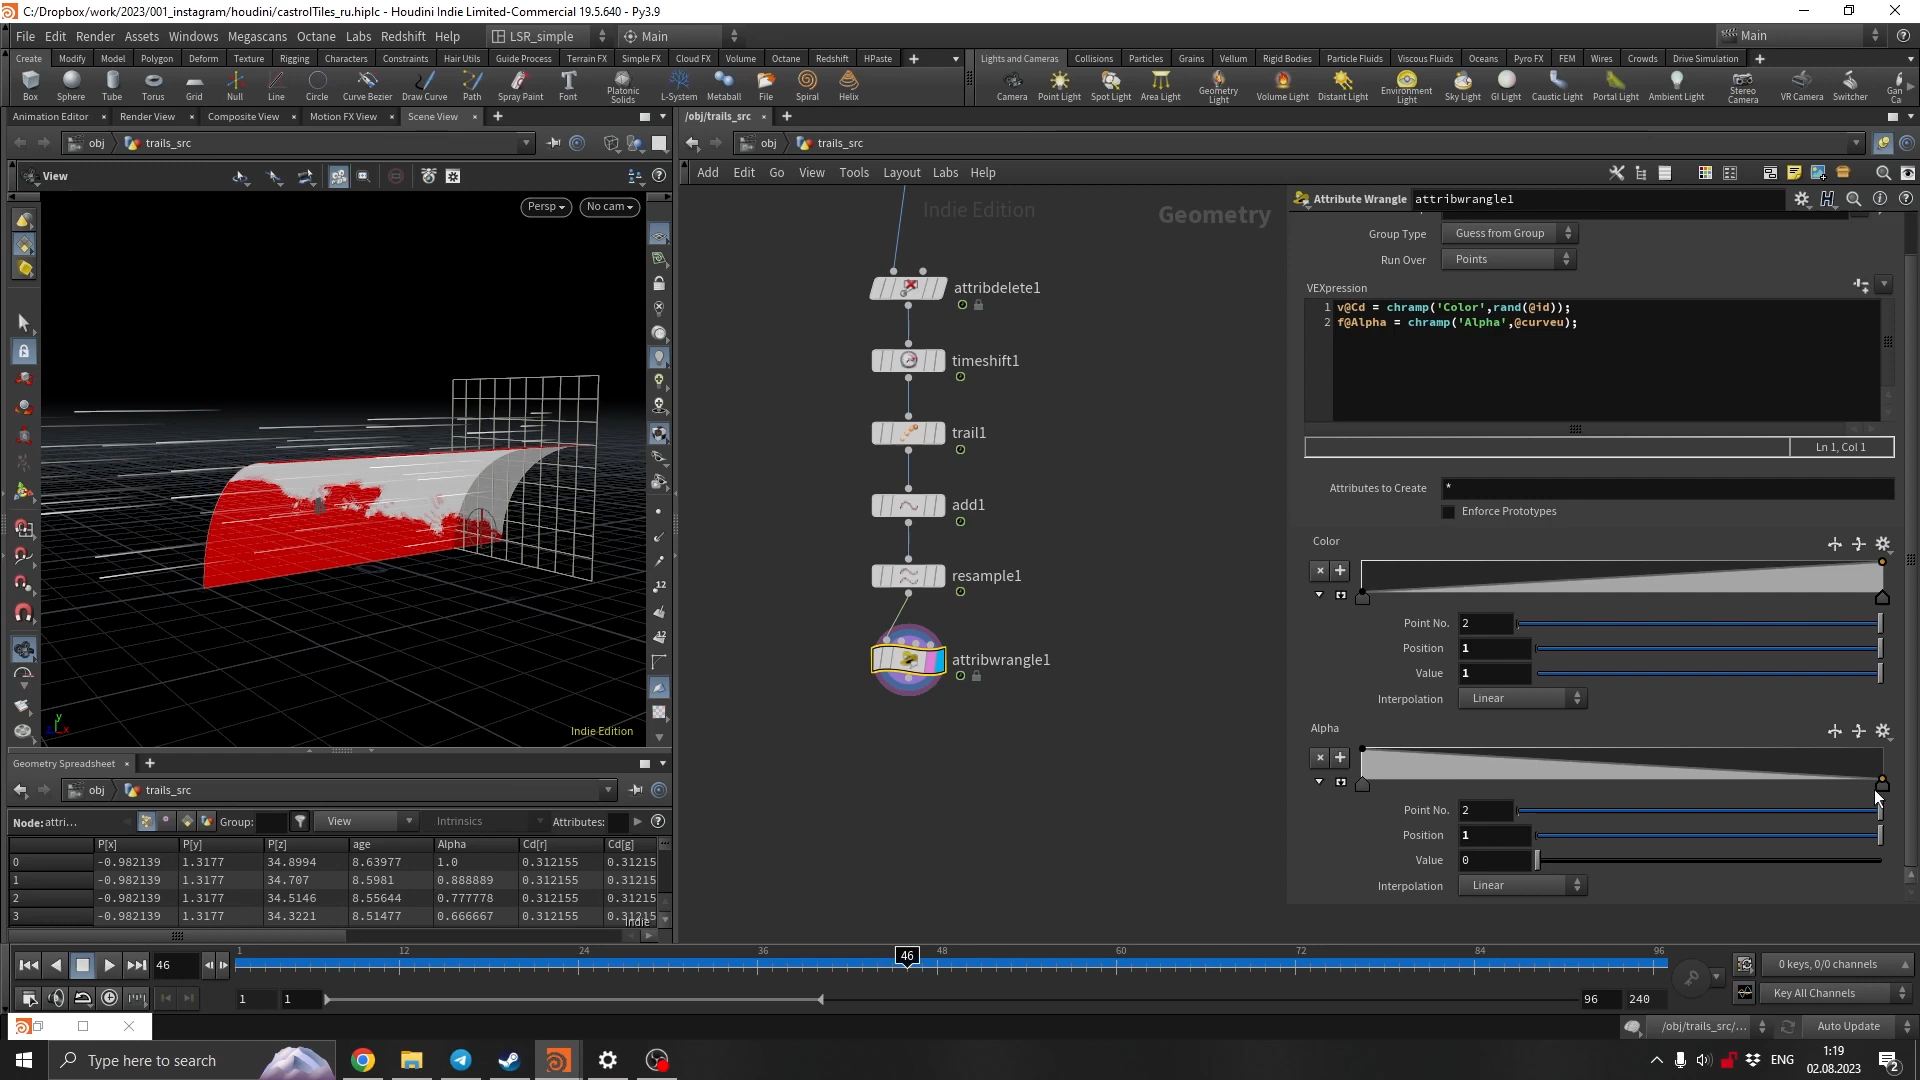 C:/Dropbox/work/2023/001_instagram/houdini/castrolTiles_ru.hiplc - Houdini Indie Limited-Commercial 19.5.640 - Py3.9
File Edit Render Assets Windows Megascans Octane Labs Redshift Help LSR_simple Main Main
Create Modify Model Polygon Deform Texture Rigging Characters Constraints Hair Utils Guide Process Terrain FX Simple FX Cloud FX Volume Octane Redshift HPaste
Lights and Cameras Collisions Particles Grains Vellum Rigid Bodies Particle Fluids Viscous Fluids Oceans Pyro FX FEM Wires Crowds Drive Simulation
Box Sphere Tube Torus Grid Null Line Circle Curve Bezier Draw Curve Path Spray Paint Font Platonic Solids L-System Metaball File Spiral Helix
Camera Point Light Spot Light Area Light Geometry Light Volume Light Distant Light Environment Light Sky Light GI Light Caustic Light Portal Light Ambient Light Stereo Camera VR Camera Switcher Gan Ca
Animation Editor Render View Composite View Motion FX View Scene View
/obj/trails_src
obj trails_src
obj trails_src
View
Add Edit Go View Tools Layout Labs Help
Persp No cam
Indie Edition
Geometry
Attribute Wrangle attribwrangle1
Group Type Guess from Group
Run Over Points
VEXpression
1 v@Cd = chramp('Color',rand(@id));
2 f@Alpha = chramp('Alpha',@curveu);
Ln 1, Col 1
Attributes to Create *
Enforce Prototypes
attribdelete1
timeshift1
trail1
add1
resample1
attribwrangle1
Color
Point No. 2
Position 1
Value 1
Interpolation Linear
Alpha
Point No. 2
Position 1
Value 0
Interpolation Linear
12
12
y
z x
Indie Edition
Geometry Spreadsheet
obj trails_src
Node: attri... Group: View Intrinsics Attributes:
P[x] P[y] P[z] age Alpha Cd[r] Cd[g]
0 -0.982139 1.3177 34.8994 8.63977 1.0 0.312155 0.31215
1 -0.982139 1.3177 34.707 8.5981 0.888889 0.312155 0.31215
2 -0.982139 1.3177 34.5146 8.55644 0.777778 0.312155 0.31215
3 -0.982139 1.3177 34.3221 8.51477 0.666667 0.312155 0.31215
Indie
46
1 12 24 36 46 48 60 72 84 96
0 keys, 0/0 channels
1 1 96 240
Key All Channels
/obj/trails_src/... Auto Update
Type here to search
ENG
1:19
02.08.2023
2